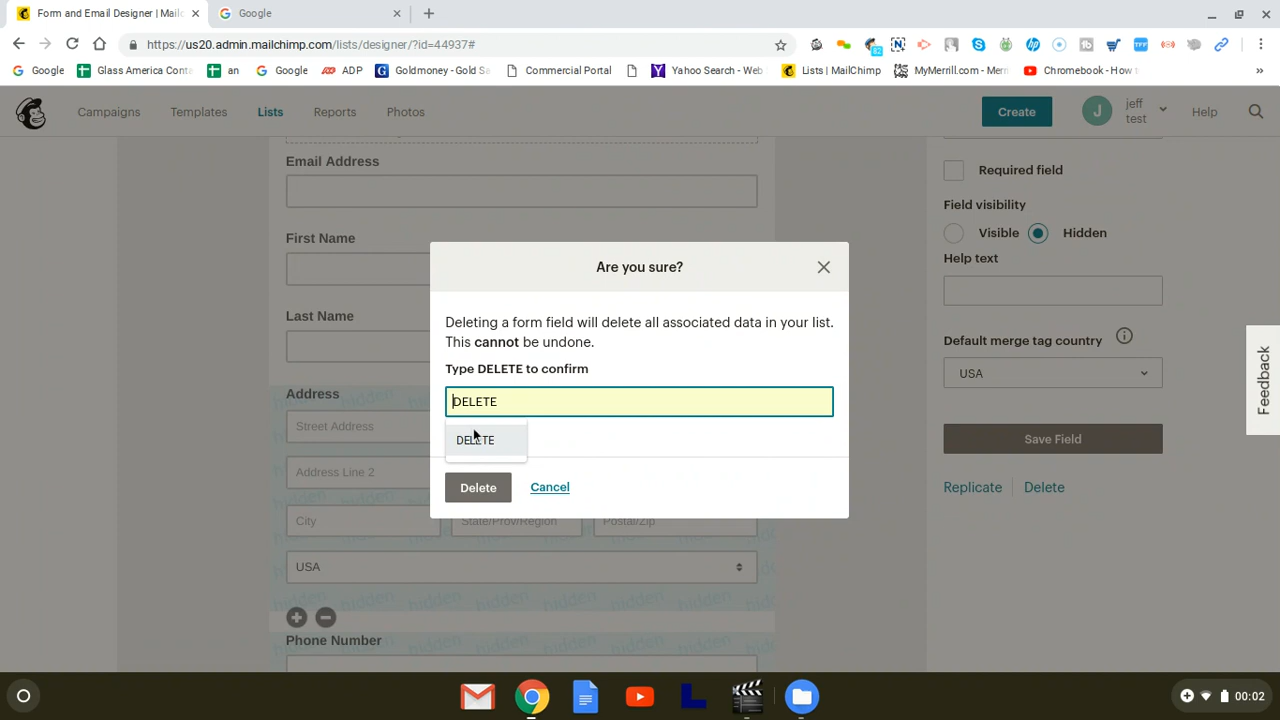 Form and Email Designer | Mailc
Google
https://us20.admin.mailchimp.com/lists/designer/?id=44937#
82
Google
Glass America Conta
an
Google
ADP
Goldmoney - Gold Sa
Commercial Portal
Yahoo Search - Web
Lists | MailChimp
MyMerrill.com - Merri
Chromebook - How t
»
Campaigns
Templates
Lists
Reports
Photos
Create
J
jeff
test
Help
Email Address
First Name
Last Name
Address
Street Address
Address Line 2
City
State/Prov/Region
Postal/Zip
USA
Phone Number
Are you sure?
Deleting a form field will delete all associated data in your list.
This cannot be undone.
Type DELETE to confirm
DELETE
DELETE
Delete
Cancel
Required field
Field visibility
Visible
Hidden
Help text
Default merge tag country
USA
Save Field
Replicate
Delete
Feedback
00:02